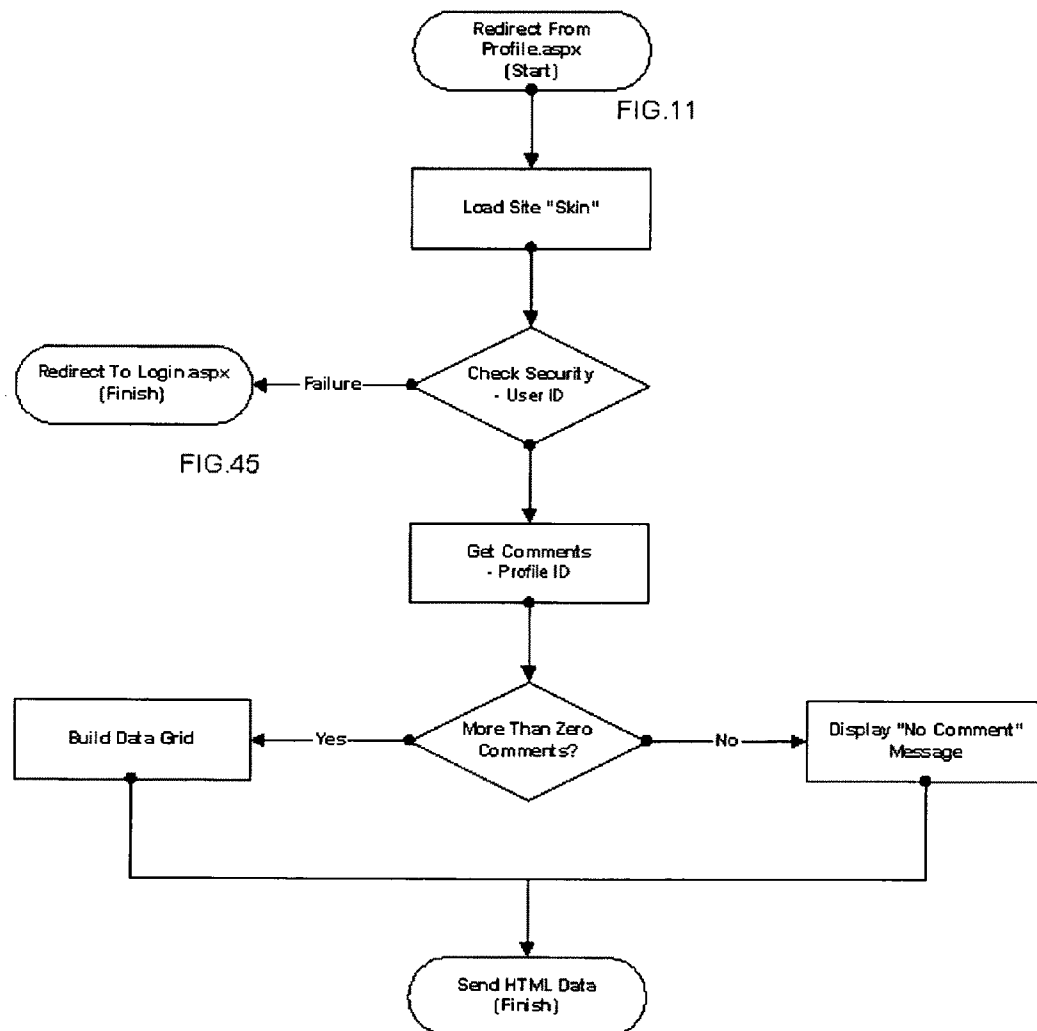 Redirect From
Profile.aspx
(Start)
FIG.11
Load Site "Skin"
Redirect To Login.aspx
(Finish)
Failure
Check Security
- User ID
FIG.45
Get Comments
- Profile ID
Build Data Grid
Yes
More Than Zero
Comments?
No
Display "No Comment"
Message
Send HTML Data
(Finish)